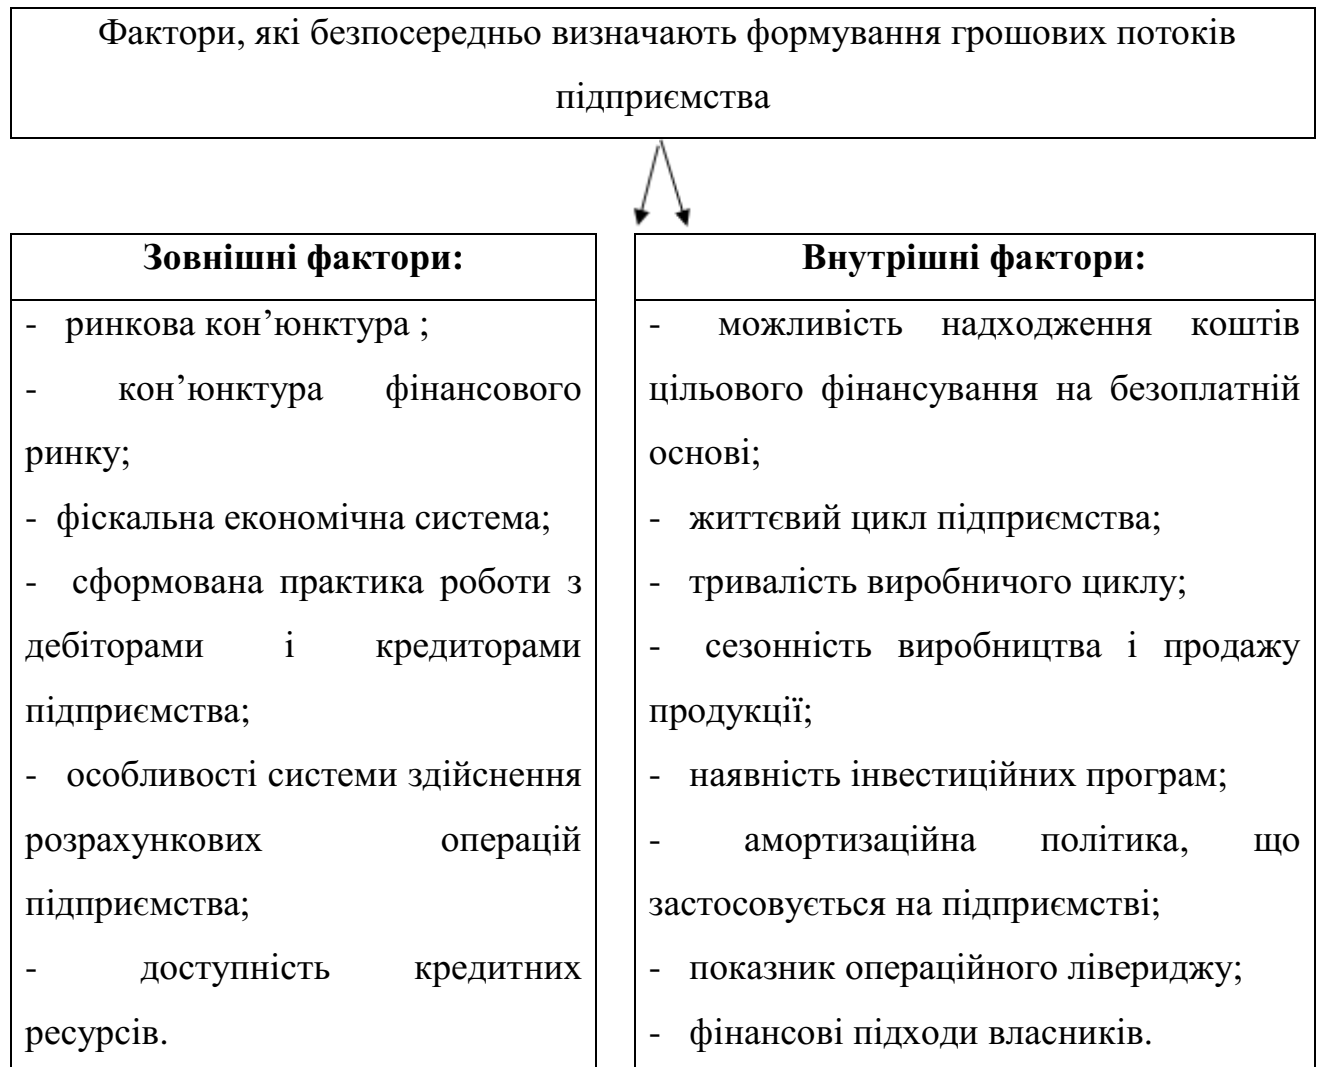 Фактори, які безпосередньо визначають формування грошових потоків
підприємства
Зовнішні фактори:
- ринкова кон’юнктура ;
- кон’юнктура фінансового
ринку;
- фіскальна економічна система;
- сформована практика роботи з
дебіторами і кредиторами
підприємства;
- особливості системи здійснення
розрахункових операцій
підприємства;
- доступність кредитних
ресурсів.
Внутрішні фактори:
- можливість надходження коштів
цільового фінансування на безоплатній
основі;
- життєвий цикл підприємства;
- тривалість виробничого циклу;
- сезонність виробництва і продажу
продукції;
- наявність інвестиційних програм;
- амортизаційна політика, що
застосовується на підприємстві;
- показник операційного лівериджу;
- фінансові підходи власників.